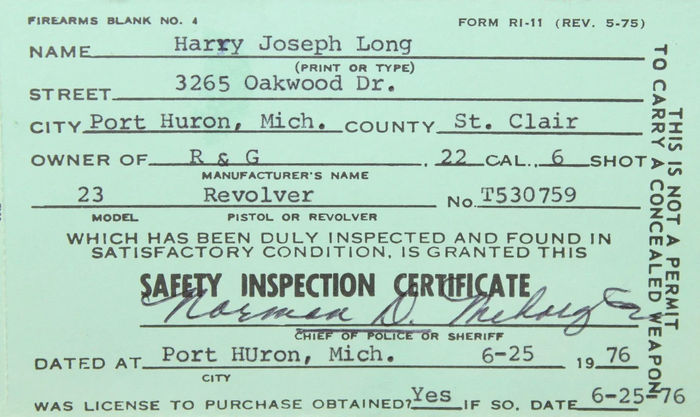 FIREARMS BLANK NO. 4 FORM RI-11 (REV. 5-75)
NAME Harry Joseph Long
(PRINT OR TYPE)
STREET 3265 Oakwood Dr.
CITY Port Huron, Mich. COUNTY St. Clair
OWNER OF R & G . 22 CAL., 6 SHOT
MANUFACTURER'S NAME
23 Revolver No. T530759
MODEL PISTOL OR REVOLVER
WHICH HAS BEEN DULY INSPECTED AND FOUND IN
SATISFACTORY CONDITION, IS GRANTED THIS
SAFETY INSPECTION CERTIFICATE
Norman D.
CHIEF OF POLICE OR SHERIFF
DATED AT Port HUron, Mich. 6-25 1976
CITY
WAS LICENSE TO PURCHASE OBTAINED? Yes IF SO. DATE 6-25-76
THIS IS NOT A PERMIT
TO CARRY A CONCEALED WEAPON